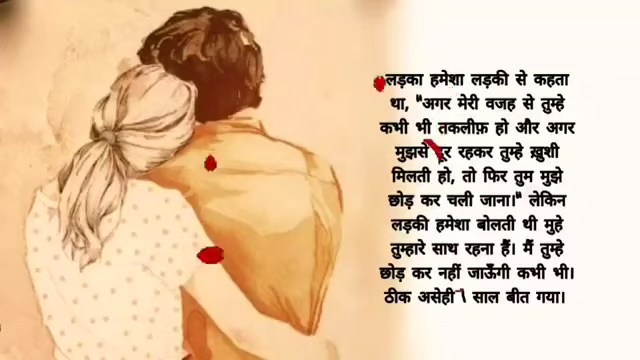 लड़का हमेशा लड़की से कहता
था, "अगर मेरी वजह से तुम्हे
कभी भी तकलीफ़ हो और अगर
मुझसे दूर रहकर तुम्हे ख़ुशी
मिलती हो, तो फिर तुम मुझे
छोड़ कर चली जाना।" लेकिन
लड़की हमेशा बोलती थी मुहे
तुम्हारे साथ रहना हैं। मैं तुम्हे
छोड़ कर नहीं जाऊँगी कभी भी।
ठीक असेही १ साल बीत गया।